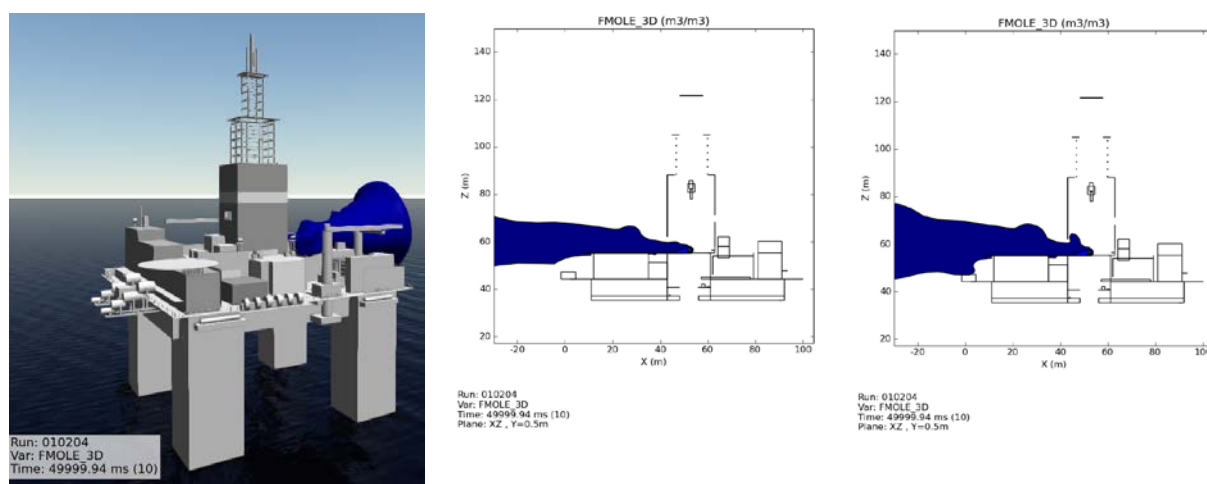 Run: 010204
Var: FMOLE_3D
Time: 49999.94 ms (10)
FMOLE_3D (m3/m3)
140
120
100
80
60
40
20
Z (m)
-20 0 20 40 60 80 100
X (m)
Run: 010204
Var: FMOLE_3D
Time: 49999.94 ms (10)
Plane: XZ , Y=0.5m
FMOLE_3D (m3/m3)
140
120
100
80
60
40
20
Z (m)
-20 0 20 40 60 80 100
X (m)
Run: 010204
Var: FMOLE_3D
Time: 49999.94 ms (10)
Plane: XZ , Y=0.5m